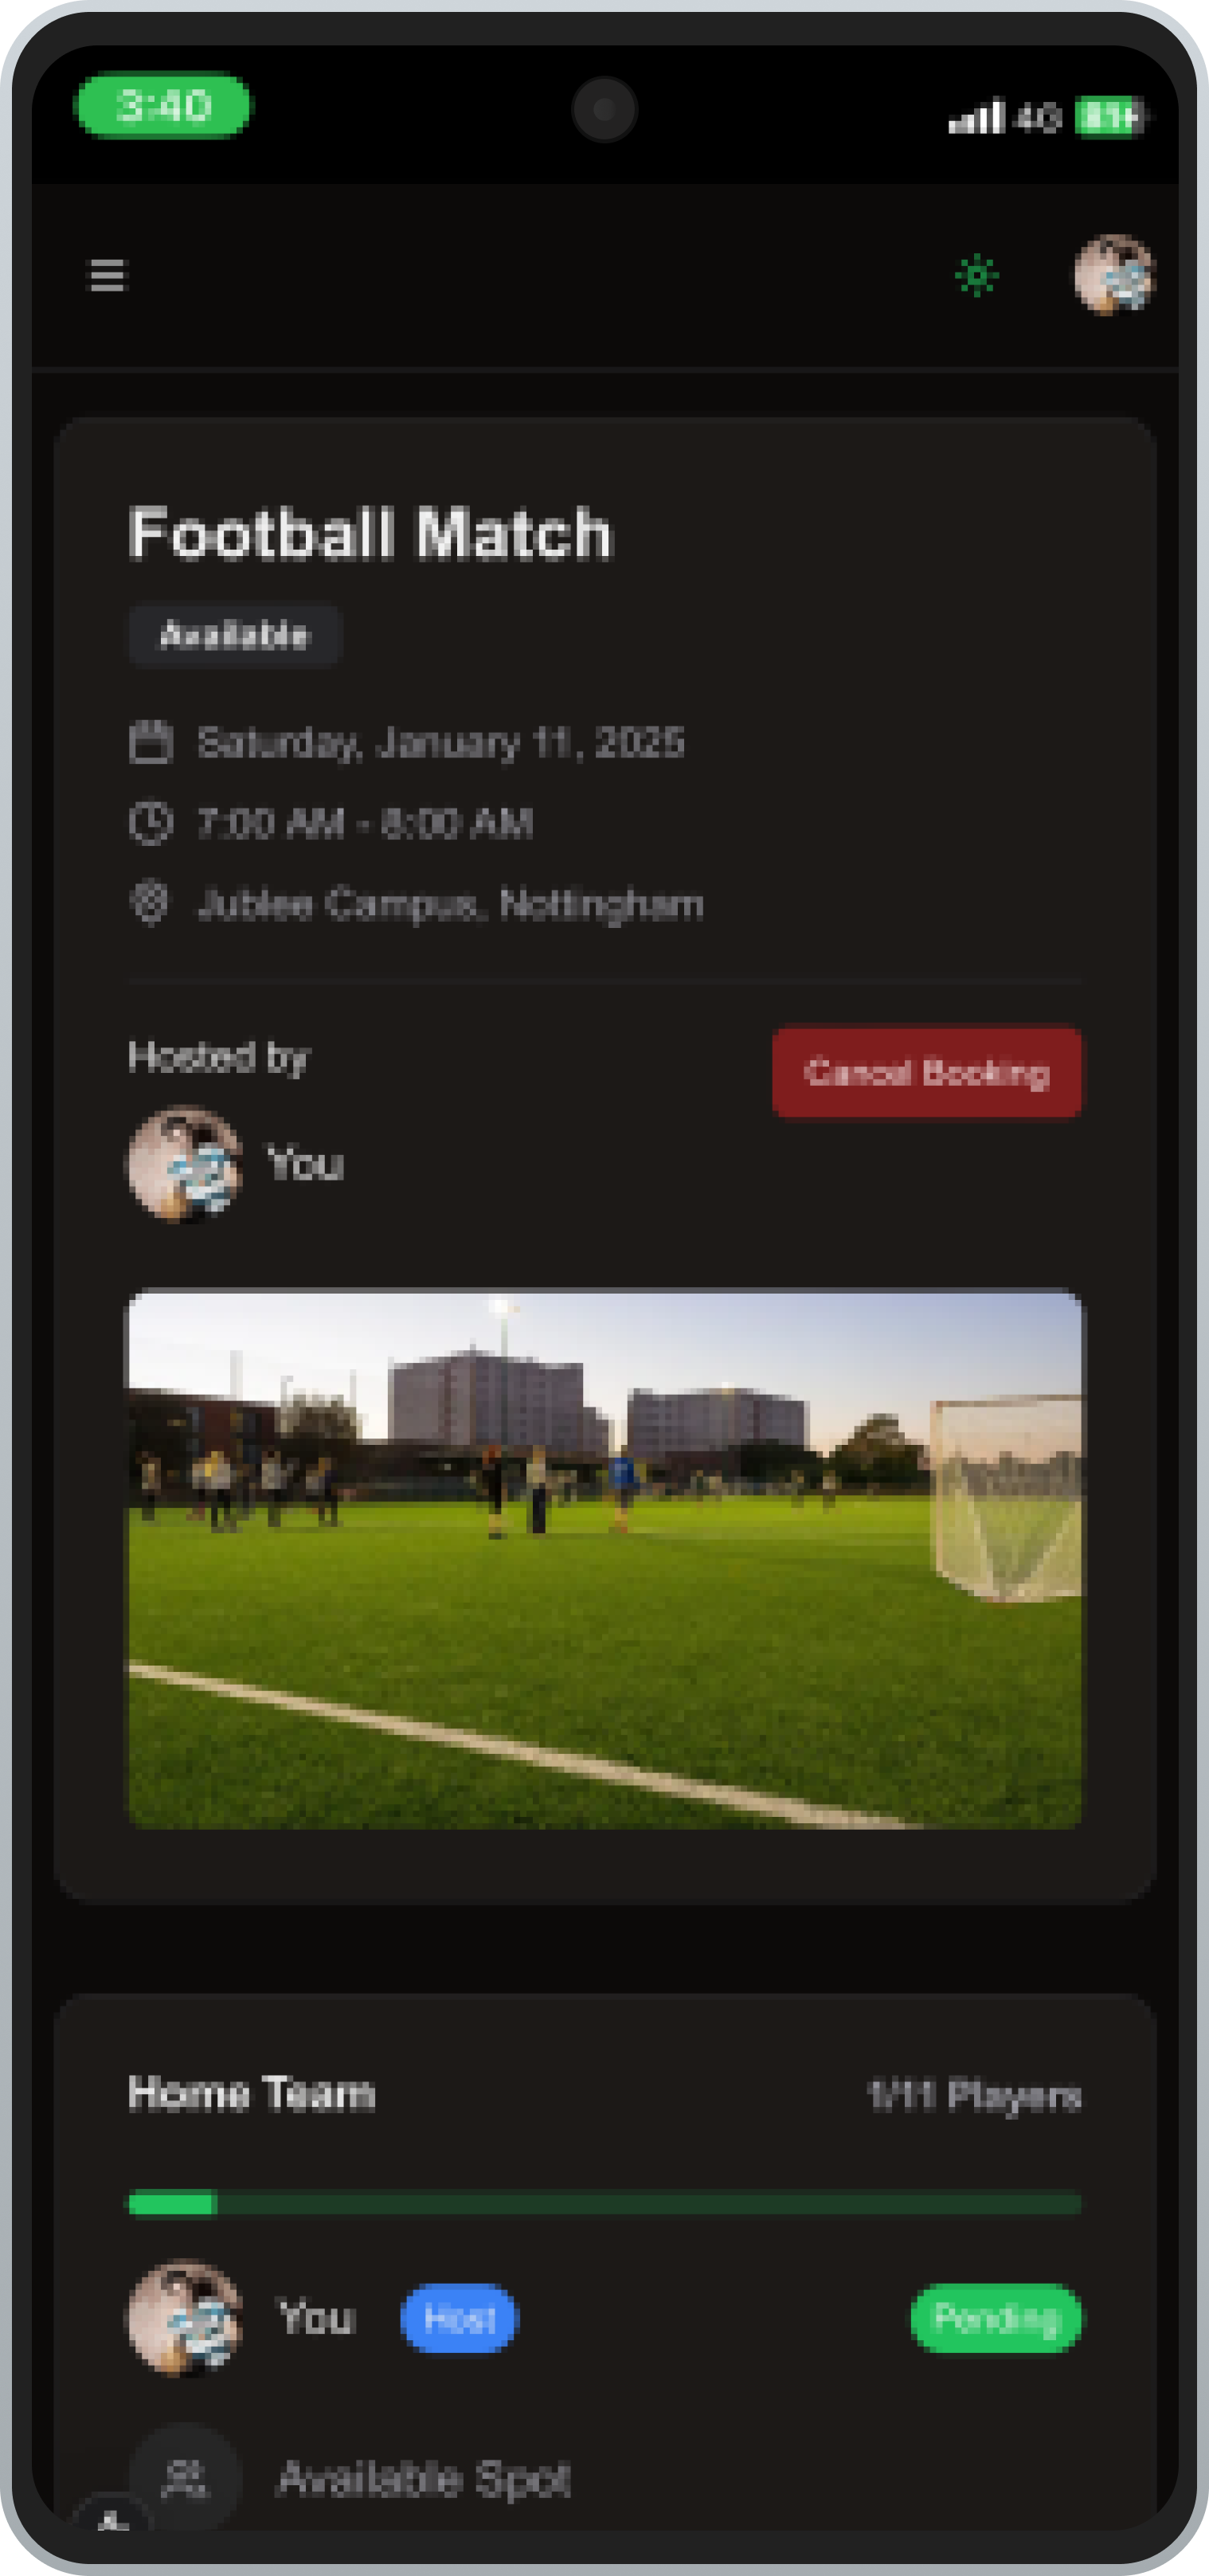 3:40
4G 81
Football Match
Available
Saturday, January 11, 2025
7:00 AM - 8:00 AM
Jublee Campus, Nottingham
Hosted by
Cancel Booking
You
Home Team
1/11 Players
You
Host
Pending
Available Spot